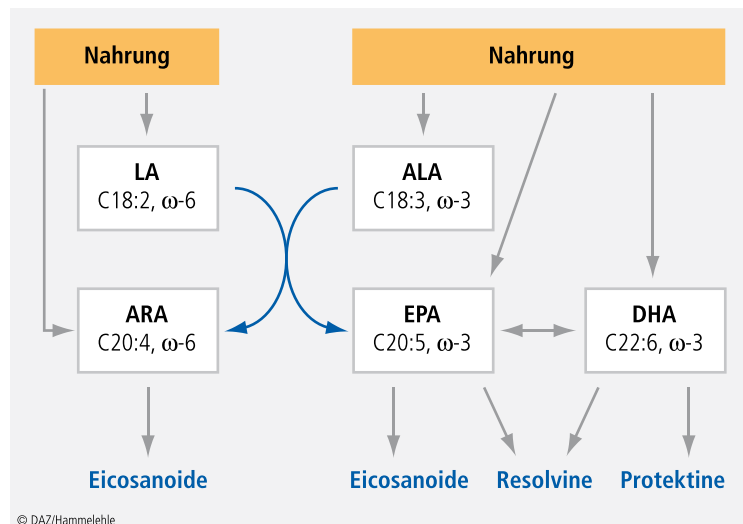 Nahrung
Nahrung
LA
C18:2, ω-6
ALA
C18:3, ω-3
ARA
C20:4, ω-6
EPA
C20:5, ω-3
DHA
C22:6, ω-3
Eicosanoide
Eicosanoide
Resolvine
Protektine
© DAZ/Hammelehle